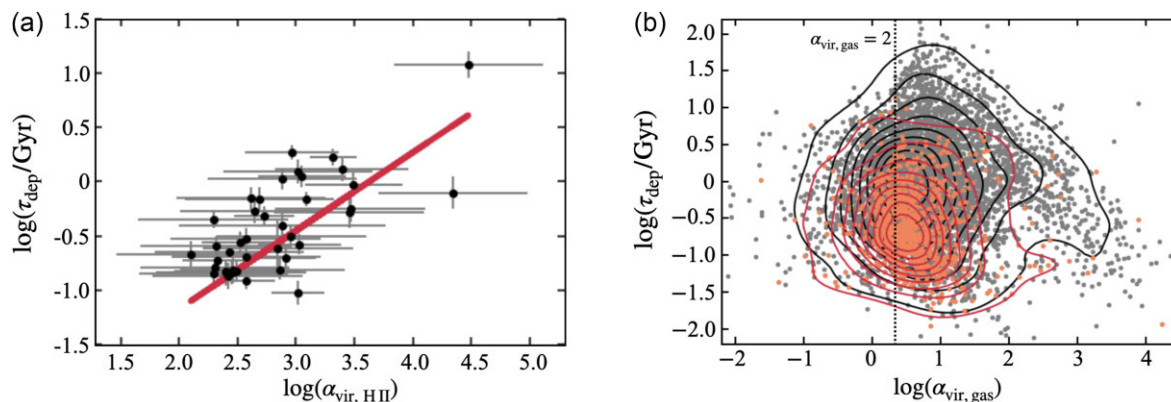 (a)
log(τdep/Gyr)
1.5
1.0
0.5
0
-0.5
-1.0
-1.5
1.5 2.0 2.5 3.0 3.5 4.0 4.5 5.0
log(αvir, H II)
(b)
αvir, gas = 2
log(τdep/Gyr)
2.0
1.5
1.0
0.5
0
−0.5
−1.0
−1.5
−2.0
−2 −1 0 1 2 3 4
log(αvir, gas)